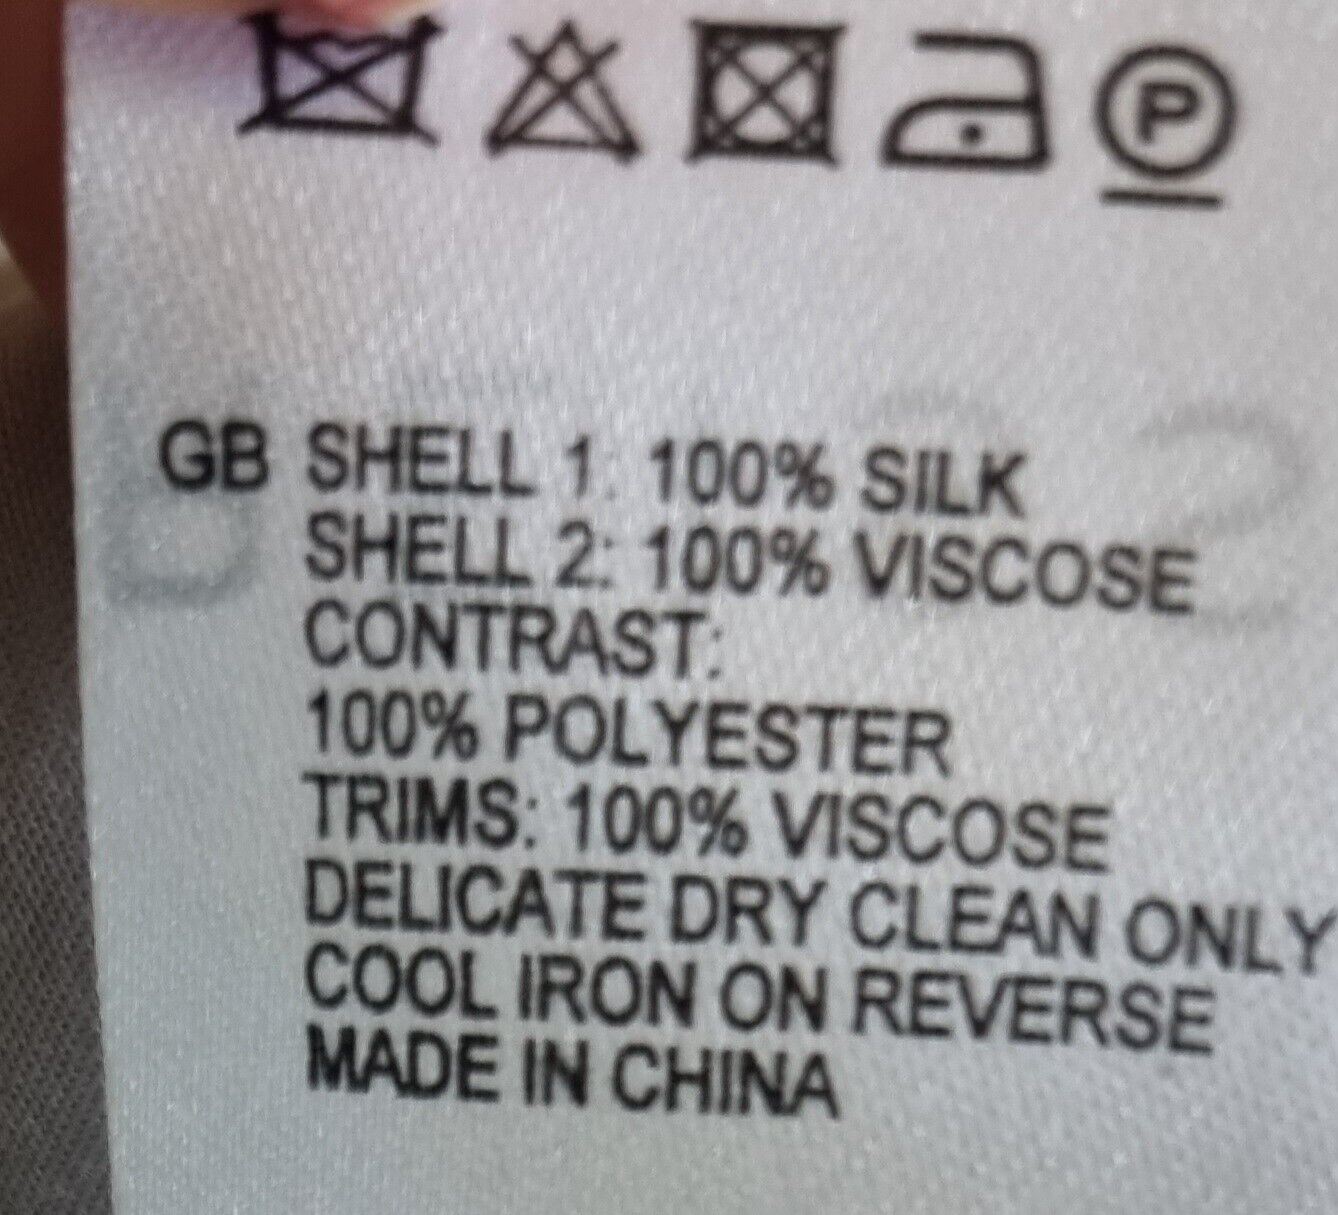 P
GB SHELL 1: 100% SILK
SHELL 2: 100% VISCOSE
CONTRAST:
100% POLYESTER
TRIMS: 100% VISCOSE
DELICATE DRY CLEAN ONLY
COOL IRON ON REVERSE
MADE IN CHINA